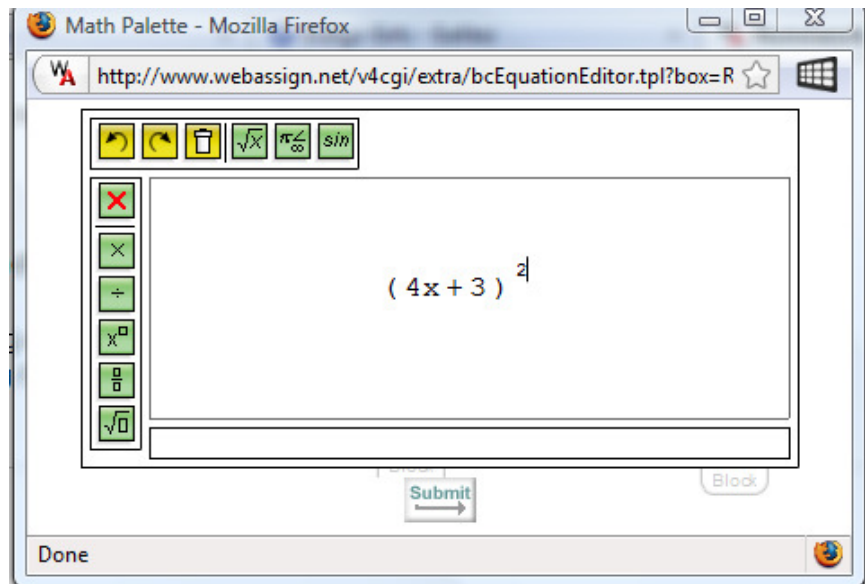 Math Palette - Mozilla Firefox
WA http://www.webassign.net/v4cgi/extra/bcEquationEditor.tpl?box=R
√x π∠∞ sin
×
÷
x□
□/□
√□
(4x+3)²
Submit
Block
Done